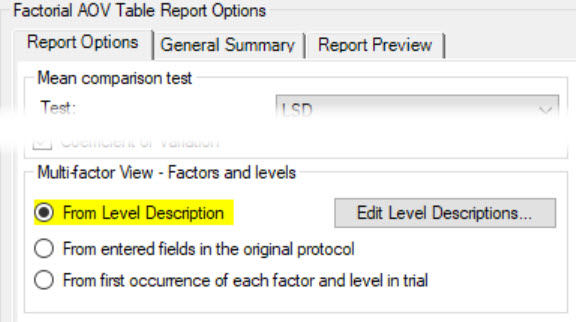 Factorial AOV Table Report Options
Report Options General Summary Report Preview
Mean comparison test
Test: LSD
Coefficient of Variation
Multi-factor View - Factors and levels
From Level Description Edit Level Descriptions...
From entered fields in the original protocol
From first occurrence of each factor and level in trial